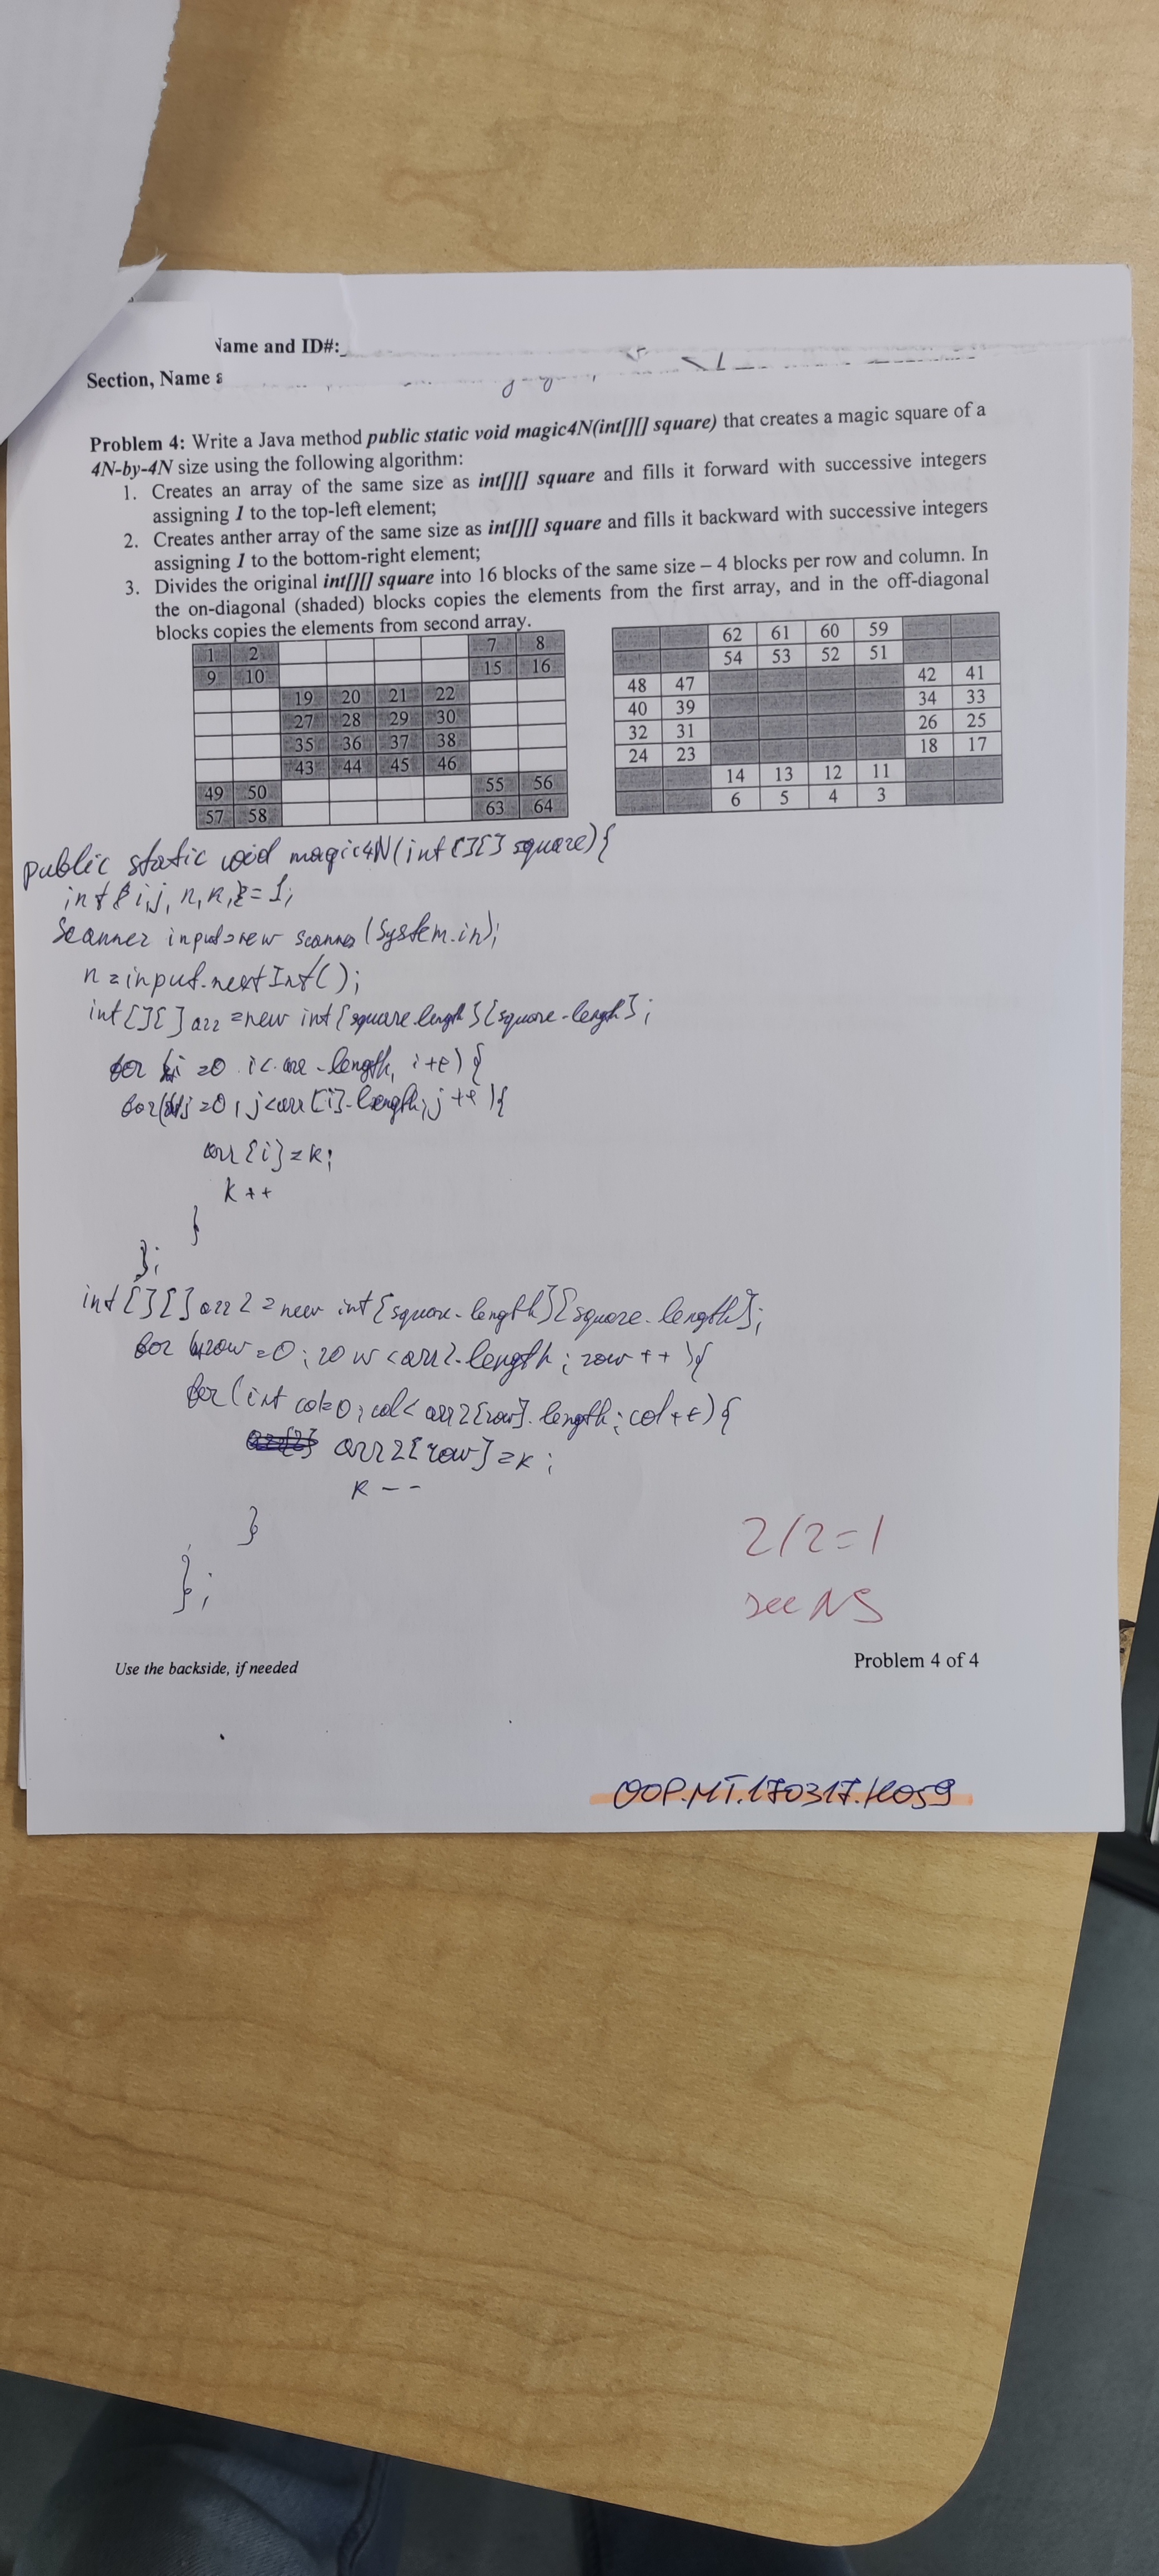 Name and ID#:
Section, Name a
Problem 4: Write a Java method public static void magic4N(int[][] square) that creates a magic square of a
4N-by-4N size using the following algorithm:
1. Creates an array of the same size as int[][] square and fills it forward with successive integers
assigning 1 to the top-left element;
2. Creates anther array of the same size as int[][] square and fills it backward with successive integers
assigning 1 to the bottom-right element;
3. Divides the original int[][] square into 16 blocks of the same size – 4 blocks per row and column. In
the on-diagonal (shaded) blocks copies the elements from the first array, and in the off-diagonal
blocks copies the elements from second array.
1 2 7 8
9 10 15 16
19 20 21 22
27 28 29 30
35 36 37 38
43 44 45 46
49 50 55 56
57 58 63 64
62 61 60 59
54 53 52 51
48 47 42 41
40 39 34 33
32 31 26 25
24 23 18 17
14 13 12 11
6 5 4 3
public static void magic4N(int[][] square){
int i,j, n, k = 1;
Scanner input=new scanner(System.in);
n = input.nextInt();
int[][] arr = new int[square.length][square.length];
for i =0 i< arr.length, i++) {
for( j =0; j<arr[i].length; j++){
arr[i] = k;
k++
}
};
int[][] arr2 = new int[square.length][square.length];
for row =0; row <arr2.length; row ++){
for(int col=0; col< arr2[row].length; col++){
arr2[row] = k;
k--
}
};
2/2=1
see NS
Use the backside, if needed
Problem 4 of 4
OOP.MT.170317.K059